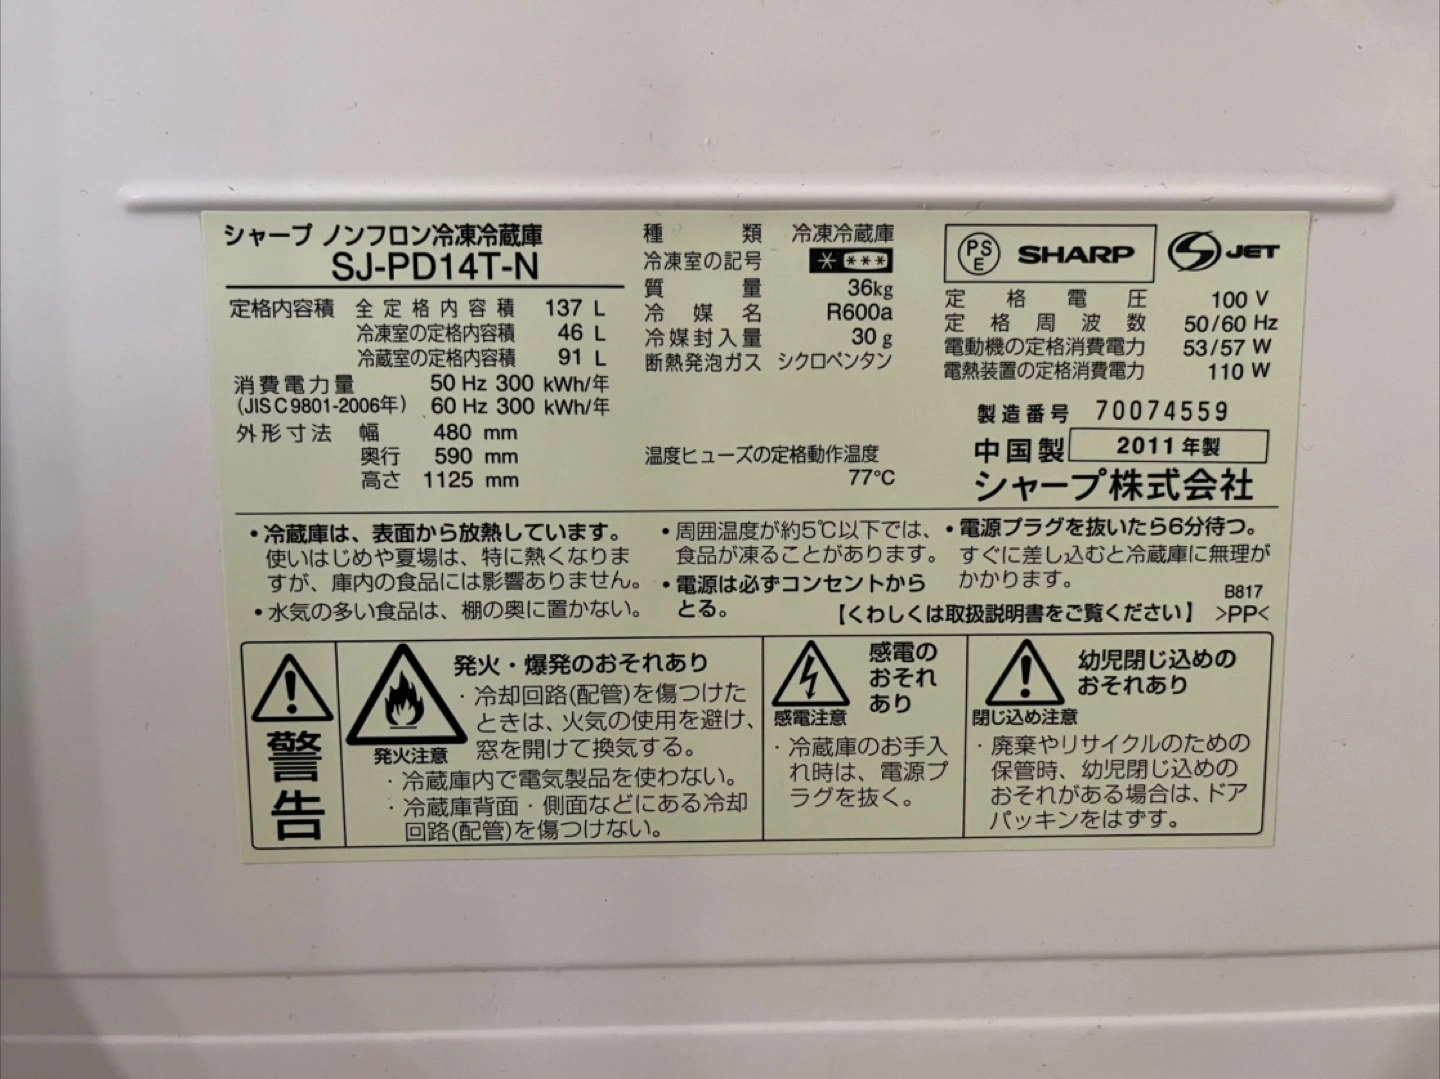 シャープ ノンフロン冷凍冷蔵庫
SJ-PD14T-N
定格内容積 全定格内容積 137 L
冷凍室の定格内容積 46 L
冷蔵室の定格内容積 91 L
消費電力量 50 Hz 300 kWh/年
(JIS C 9801-2006年) 60 Hz 300 kWh/年
外形寸法 幅 480 mm
奥行 590 mm
高さ 1125 mm
種類 冷凍冷蔵庫
冷凍室の記号 * ***
質量 36kg
冷媒名 R600a
冷媒封入量 30 g
断熱発泡ガス シクロペンタン
温度ヒューズの定格動作温度
77℃
PS E SHARP S JET
定格電圧 100 V
定格周波数 50/60 Hz
電動機の定格消費電力 53/57 W
電熱装置の定格消費電力 110 W
製造番号 70074559
中国製 2011年製
シャープ株式会社
・冷蔵庫は、表面から放熱しています。
使いはじめや夏場は、特に熱くなりま
すが、庫内の食品には影響ありません。
・水気の多い食品は、棚の奥に置かない。
・周囲温度が約5℃以下では、
食品が凍ることがあります。
・電源は必ずコンセントから
とる。
・電源プラグを抜いたら6分待つ。
すぐに差し込むと冷蔵庫に無理が
かかります。
B817
【くわしくは取扱説明書をご覧ください】 >PP<
警告
発火注意
発火・爆発のおそれあり
・冷却回路(配管)を傷つけた
ときは、火気の使用を避け、
窓を開けて換気する。
・冷蔵庫内で電気製品を使わない。
・冷蔵庫背面・側面などにある冷却
回路(配管)を傷つけない。
感電注意
感電の
おそれ
あり
・冷蔵庫のお手入
れ時は、電源プ
ラグを抜く。
閉じ込め注意
幼児閉じ込めの
おそれあり
・廃棄やリサイクルのための
保管時、幼児閉じ込めの
おそれがある場合は、ドア
パッキンをはずす。